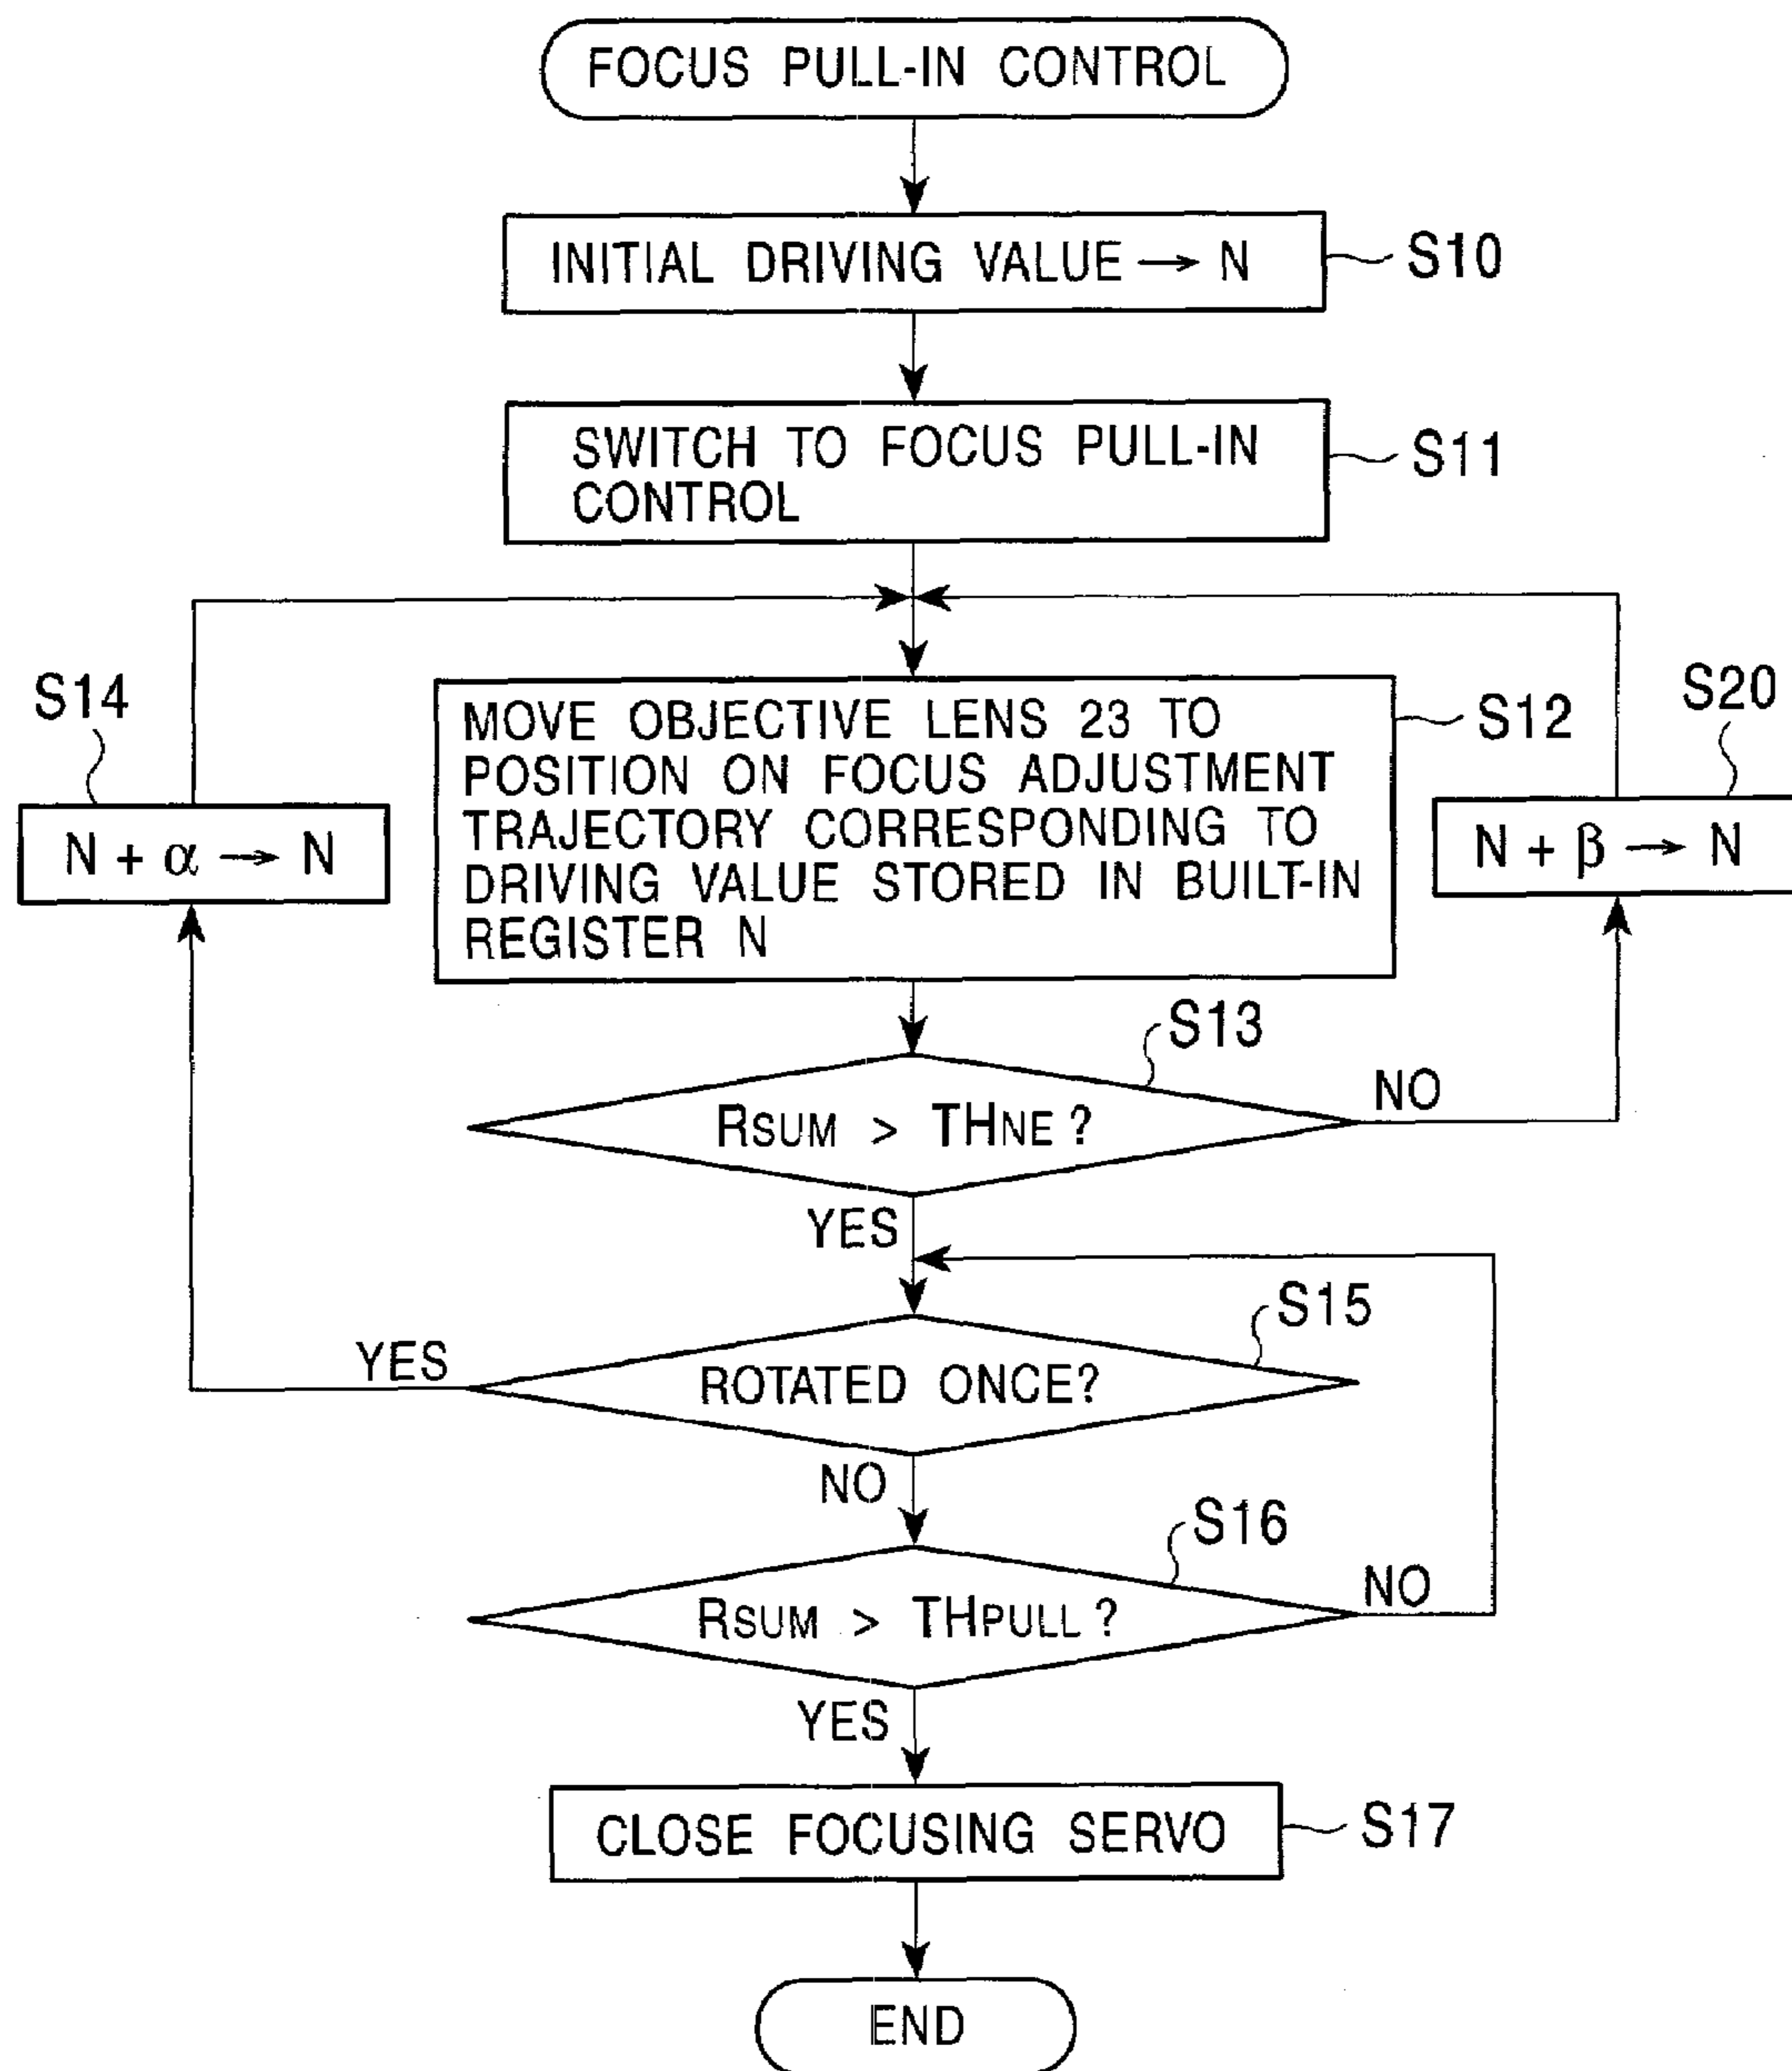 FOCUS PULL-IN CONTROL
INITIAL DRIVING VALUE → N
S10
SWITCH TO FOCUS PULL-IN
CONTROL
S11
S14
N + α → N
MOVE OBJECTIVE LENS 23 TO
POSITION ON FOCUS ADJUSTMENT
TRAJECTORY CORRESPONDING TO
DRIVING VALUE STORED IN BUILT-IN
REGISTER N
S12
S20
N + β → N
S13
RSUM > THNE ?
NO
YES
S15
ROTATED ONCE?
YES
NO
S16
RSUM > THPULL ?
NO
YES
CLOSE FOCUSING SERVO
S17
END